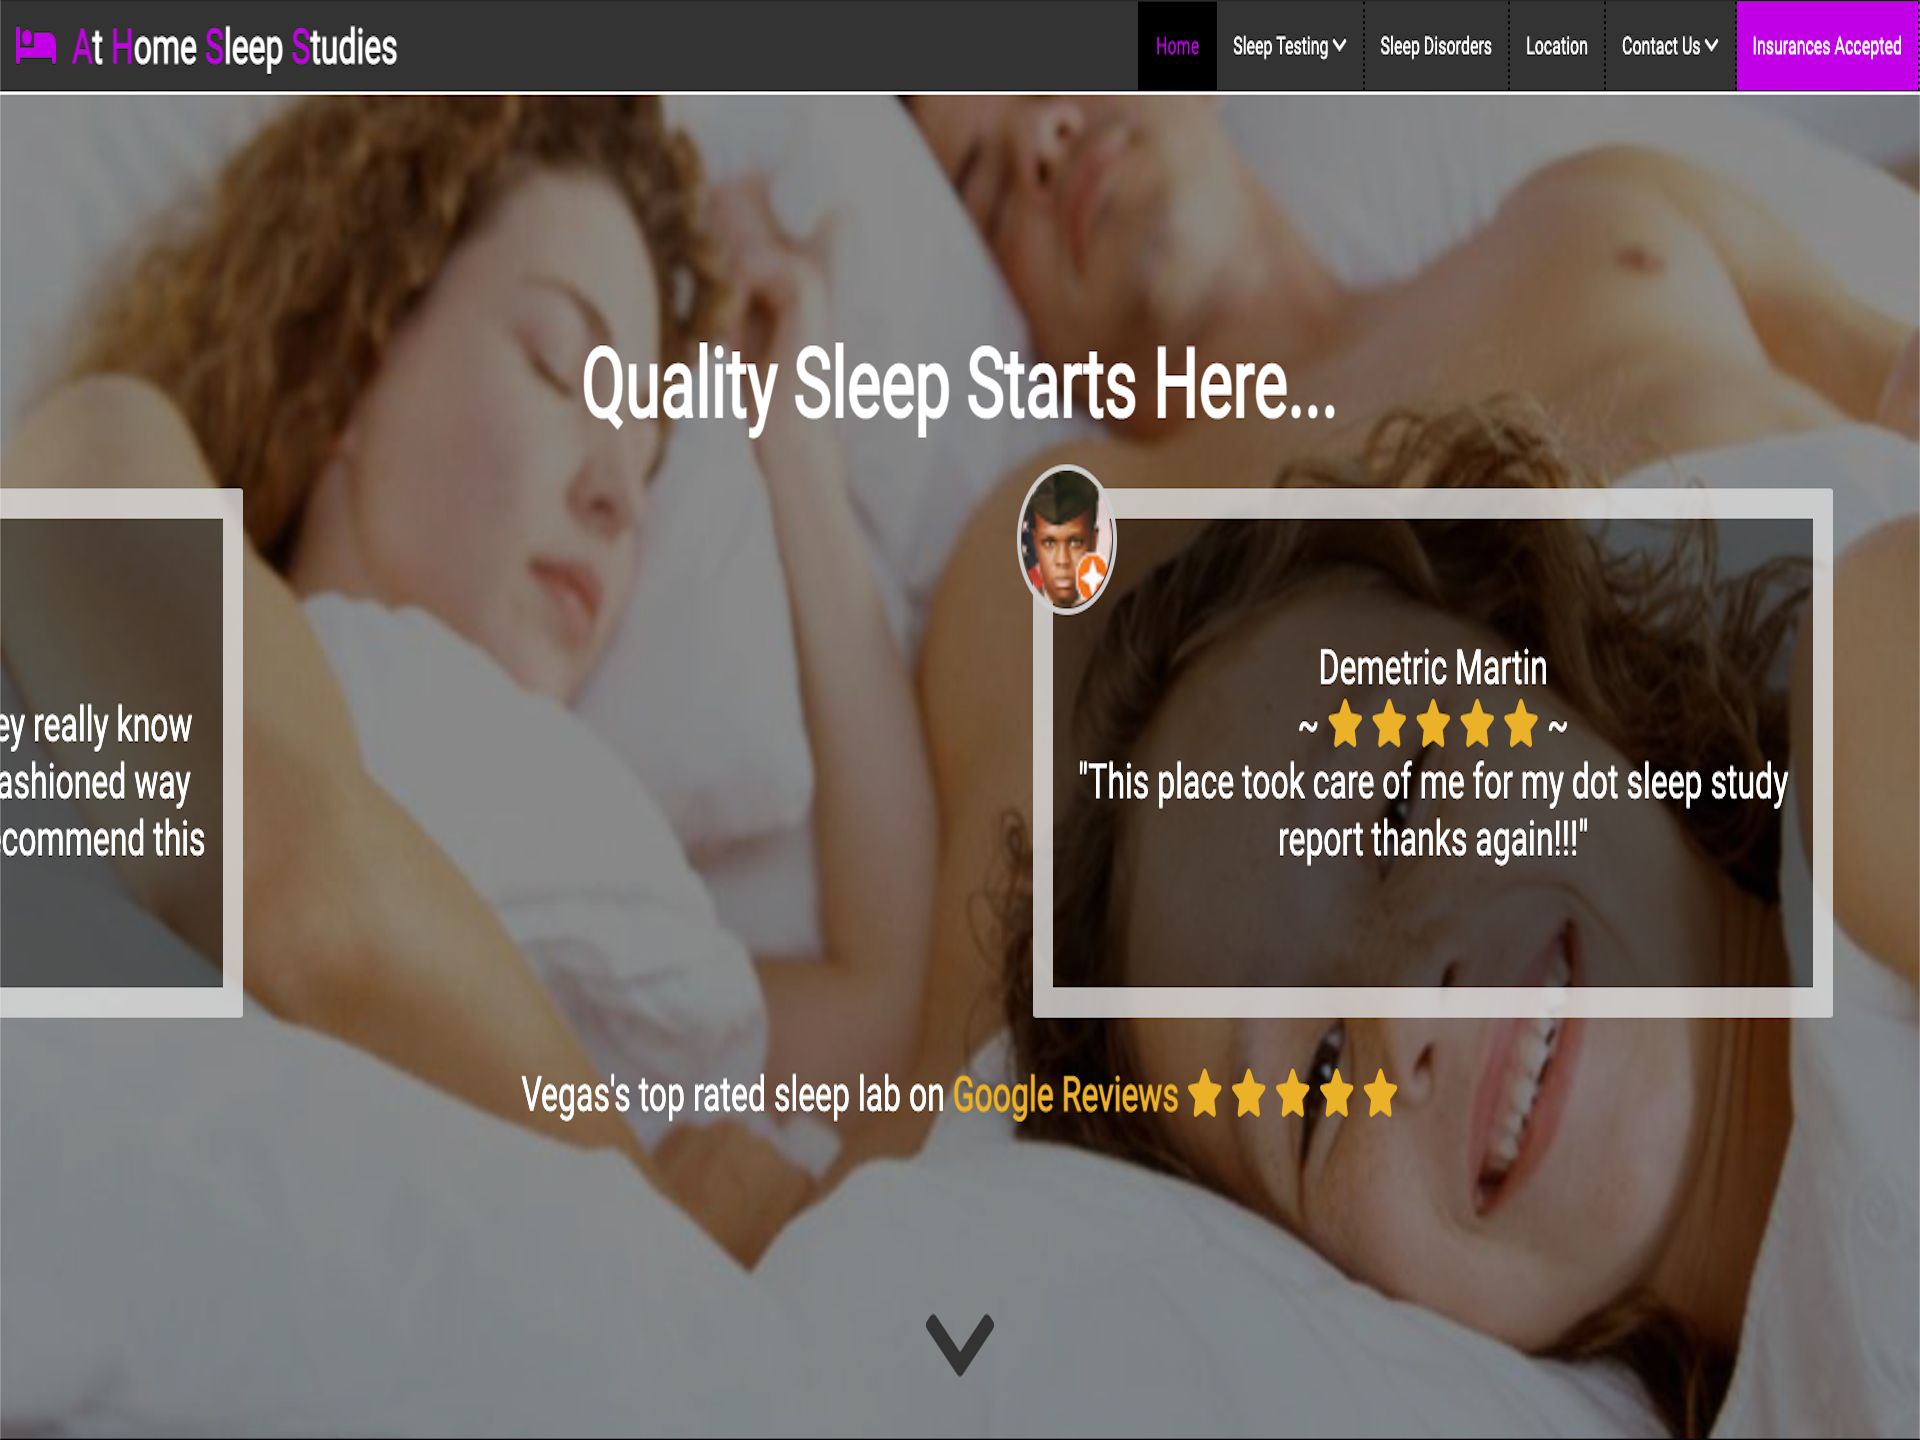 At Home Sleep Studies
Home
Sleep Testing
Sleep Disorders
Location
Contact Us
Insurances Accepted
Quality Sleep Starts Here...
ey really know
ashioned way
commend this
Demetric Martin
~ ~
"This place took care of me for my dot sleep study
report thanks again!!!"
Vegas's top rated sleep lab on Google Reviews